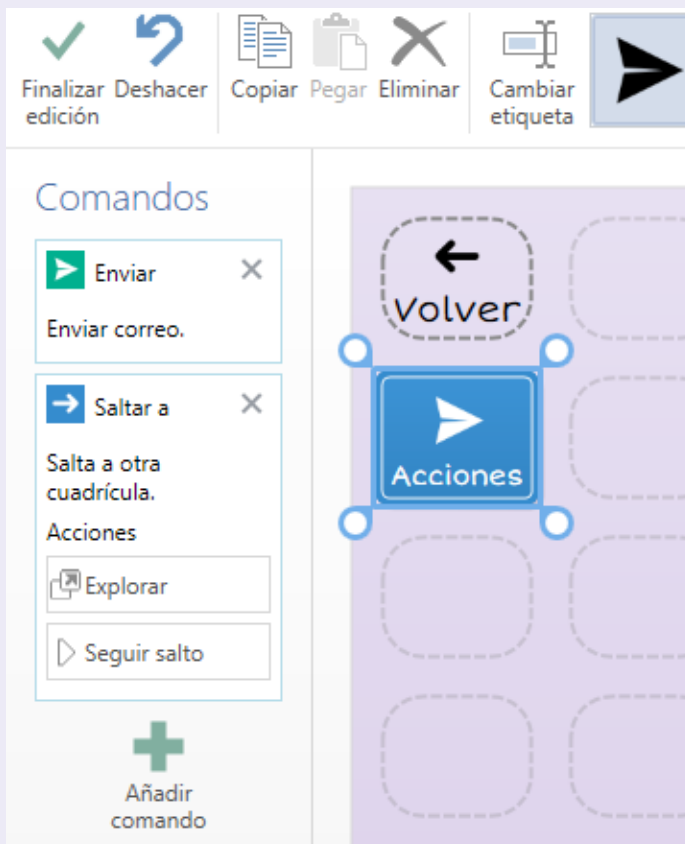 Finalizar edición
Deshacer
Copiar
Pegar
Eliminar
Cambiar etiqueta
Comandos
Enviar
Enviar correo.
Saltar a
Salta a otra
cuadrícula.
Acciones
Explorar
Seguir salto
Añadir
comando
Volver
Acciones